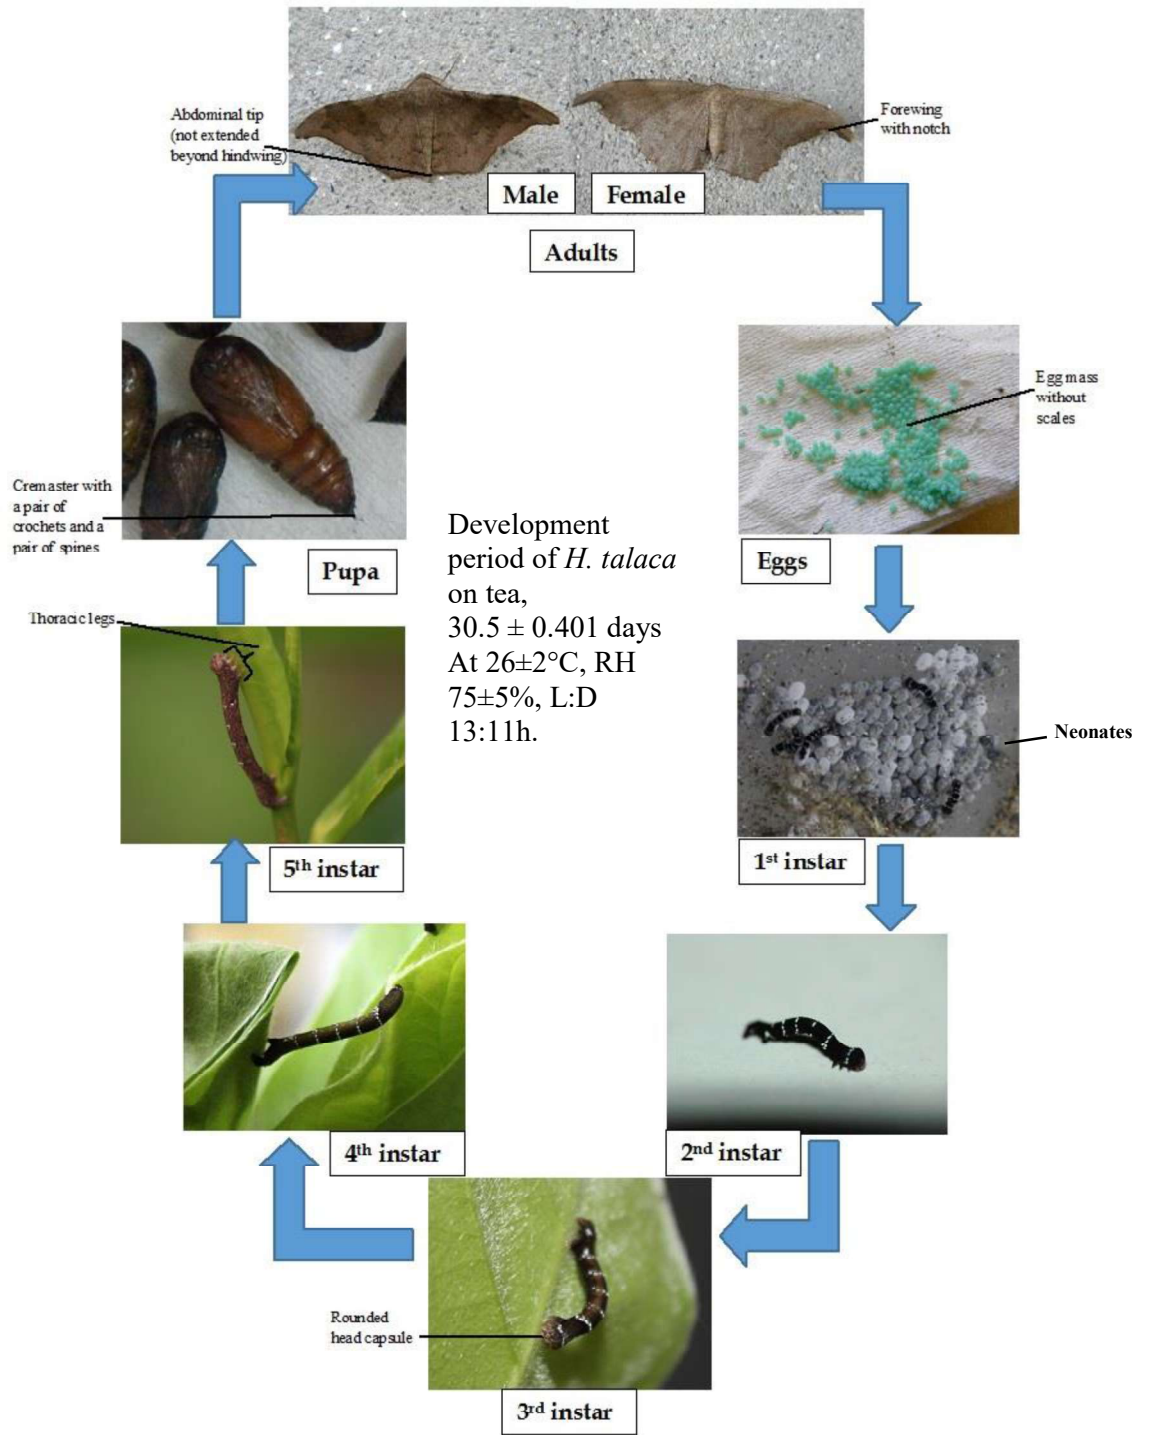 Abdominal tip
(not extended
beyond hindwing)
Forewing
with notch
Male
Female
Adults
Egg mass
without
scales
Eggs
Cremaster with
a pair of
crochets and a
pair of spines
Pupa
Development
period of H. talaca
on tea,
30.5 ± 0.401 days
At 26±2°C, RH
75±5%, L:D
13:11h.
Thoracic legs
Neonates
1st instar
5th instar
2nd instar
4th instar
Rounded
head capsule
3rd instar